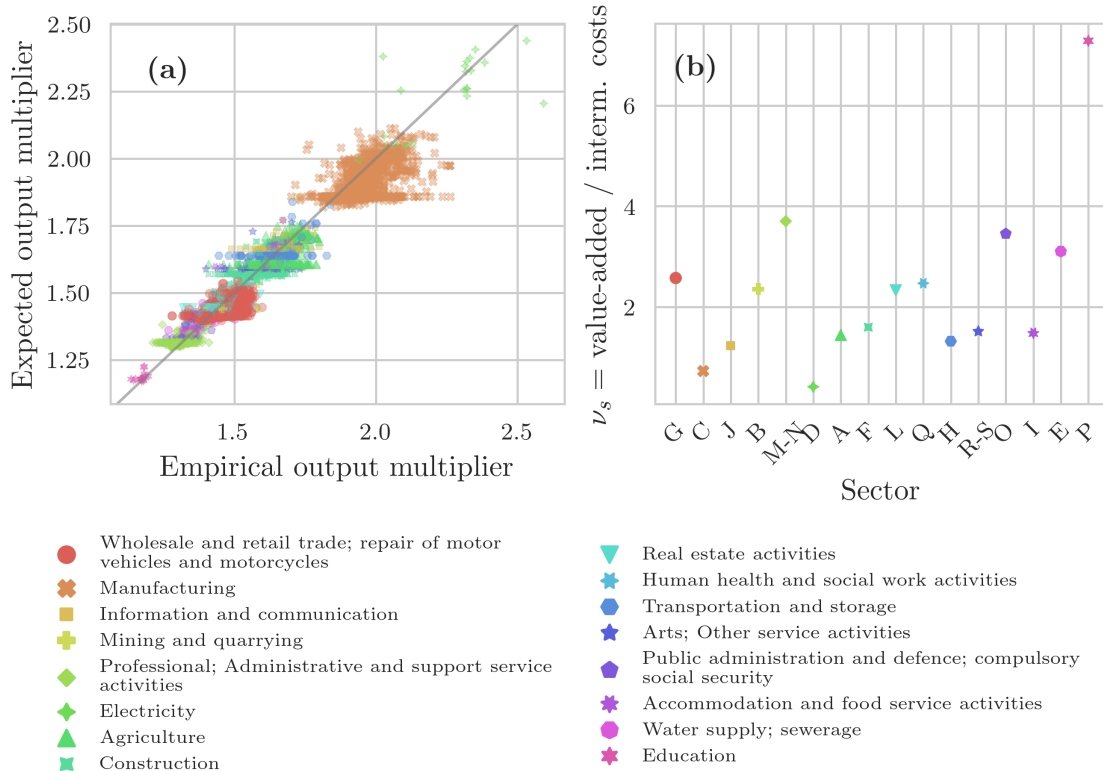 (a)
Expected output multiplier
2.50
2.25
2.00
1.75
1.50
1.25
1.5
2.0
2.5
Empirical output multiplier
(b)
νs = value-added / interm. costs
6
4
2
G
C
J
B
M-N
D
A
F
L
Q
H
R-S
O
I
E
P
Sector
Wholesale and retail trade; repair of motor
vehicles and motorcycles
Manufacturing
Information and communication
Mining and quarrying
Professional; Administrative and support service
activities
Electricity
Agriculture
Construction
Real estate activities
Human health and social work activities
Transportation and storage
Arts; Other service activities
Public administration and defence; compulsory
social security
Accommodation and food service activities
Water supply; sewerage
Education